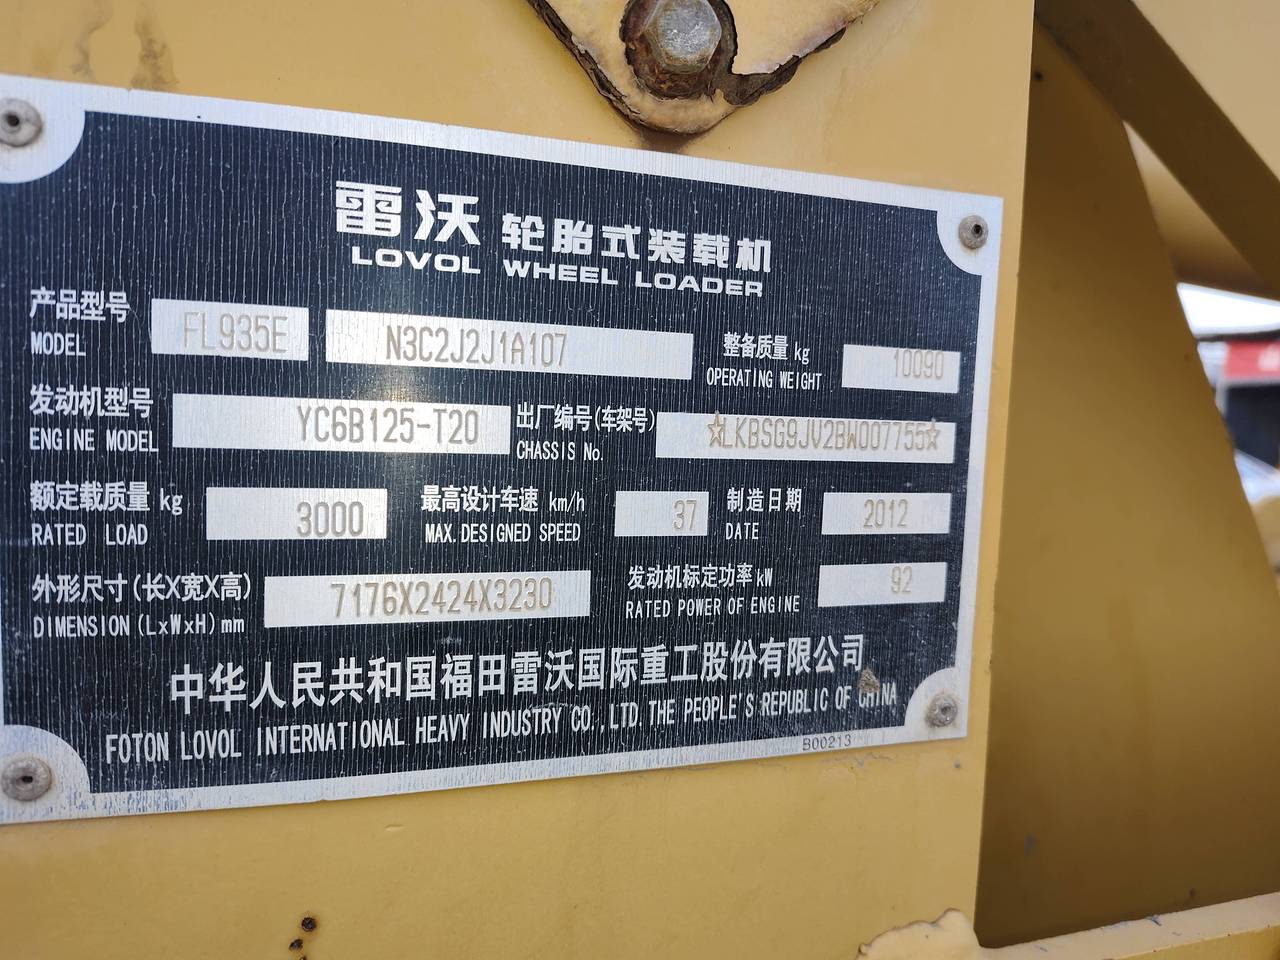 雷沃 轮胎式装载机
LOVOL WHEEL LOADER
产品型号 FL935E N3C2J2J1A107 整备质量 kg 10090
MODEL OPERATING WEIGHT
发动机型号 YC6B125-T20 出厂编号(车架号) ☆LKBSG9JV2BW007755☆
ENGINE MODEL CHASSIS No.
额定载质量 kg 3000 最高设计车速 km/h 37 制造日期 2012
RATED LOAD MAX.DESIGNED SPEED DATE
外形尺寸(长X宽X高) 7176X2424X3230 发动机标定功率kW 92
DIMENSION(LxWxH)mm RATED POWER OF ENGINE
中华人民共和国福田雷沃国际重工股份有限公司
FOTON LOVOL INTERNATIONAL HEAVY INDUSTRY CO.,LTD THE PEOPLE'S REPUBLIC OF CHINA
B00213